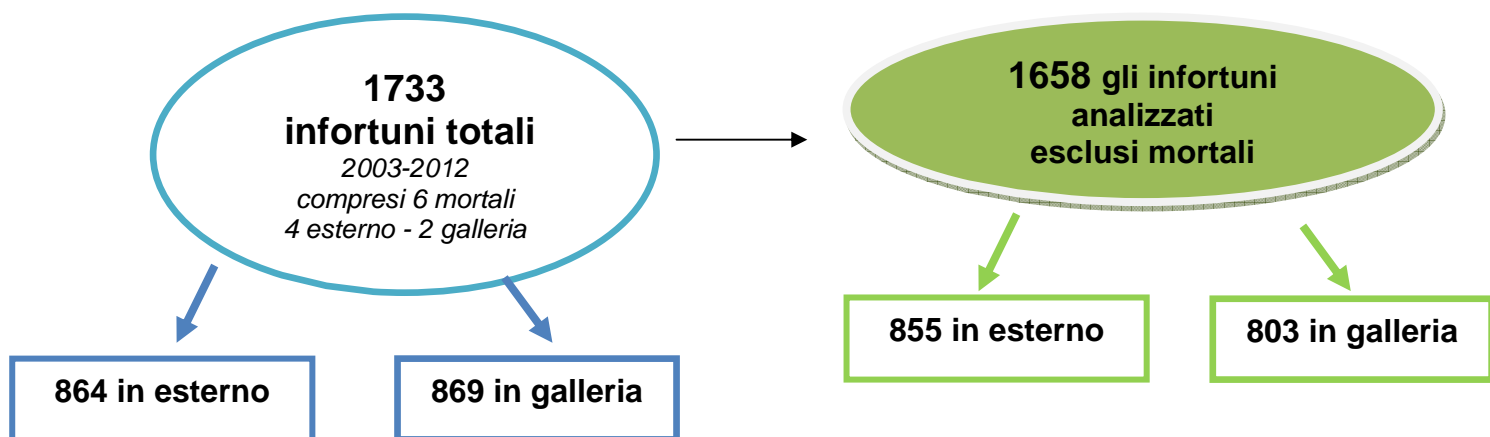 1733
infortuni totali
2003-2012
compresi 6 mortali
4 esterno - 2 galleria
864 in esterno
869 in galleria
1658 gli infortuni
analizzati
esclusi mortali
855 in esterno
803 in galleria